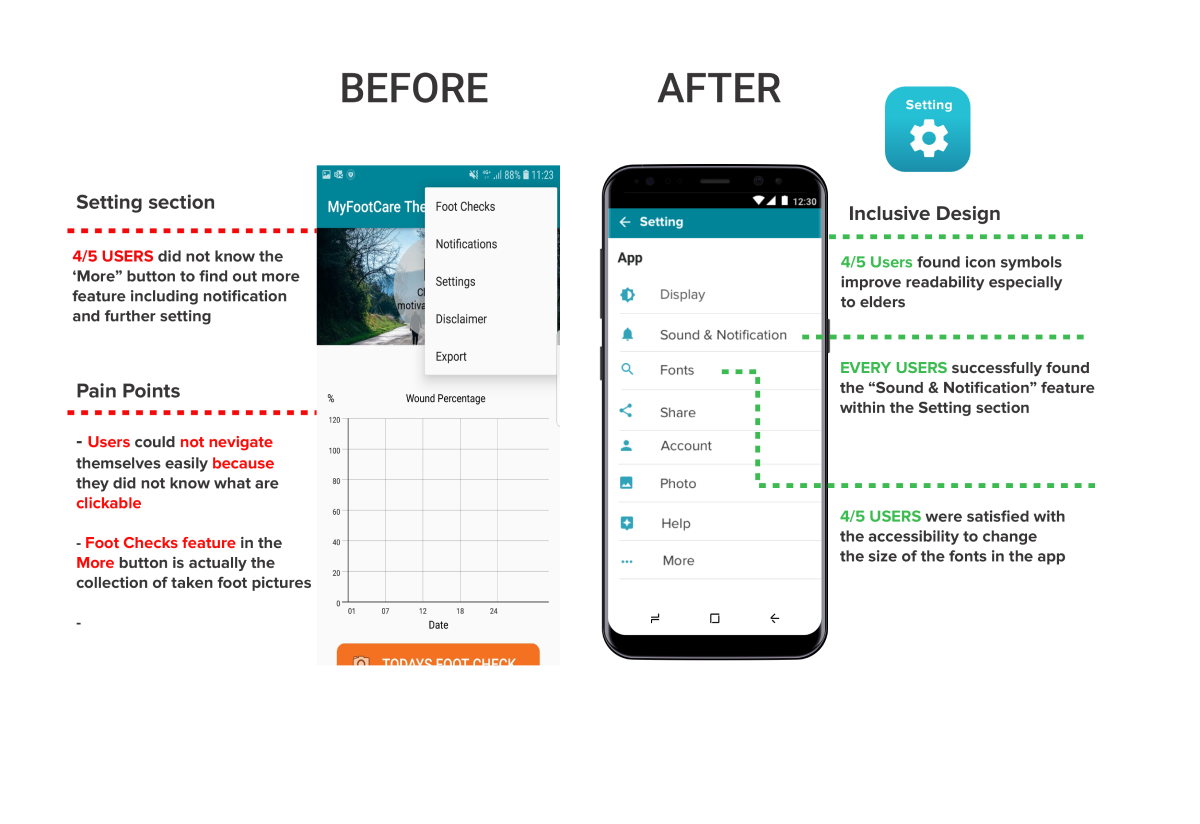 BEFORE
AFTER
Setting
Setting section
4/5 USERS did not know the
‘More” button to find out more
feature including notification
and further setting
Pain Points
- Users could not nevigate
themselves easily because
they did not know what are
clickable
- Foot Checks feature in the
More button is actually the
collection of taken foot pictures
-
88% 11:23
MyFootCare The
Foot Checks
Notifications
Settings
Disclaimer
Export
motiva
% Wound Percentage
120
100
80
60
40
20
0
01 07 12 18 24
Date
TODAYS FOOT CHECK
12:30
Setting
App
Display
Sound & Notification
Fonts
Share
Account
Photo
Help
More
Inclusive Design
4/5 Users found icon symbols
improve readability especially
to elders
EVERY USERS successfully found
the “Sound & Notification” feature
within the Setting section
4/5 USERS were satisfied with
the accessibility to change
the size of the fonts in the app